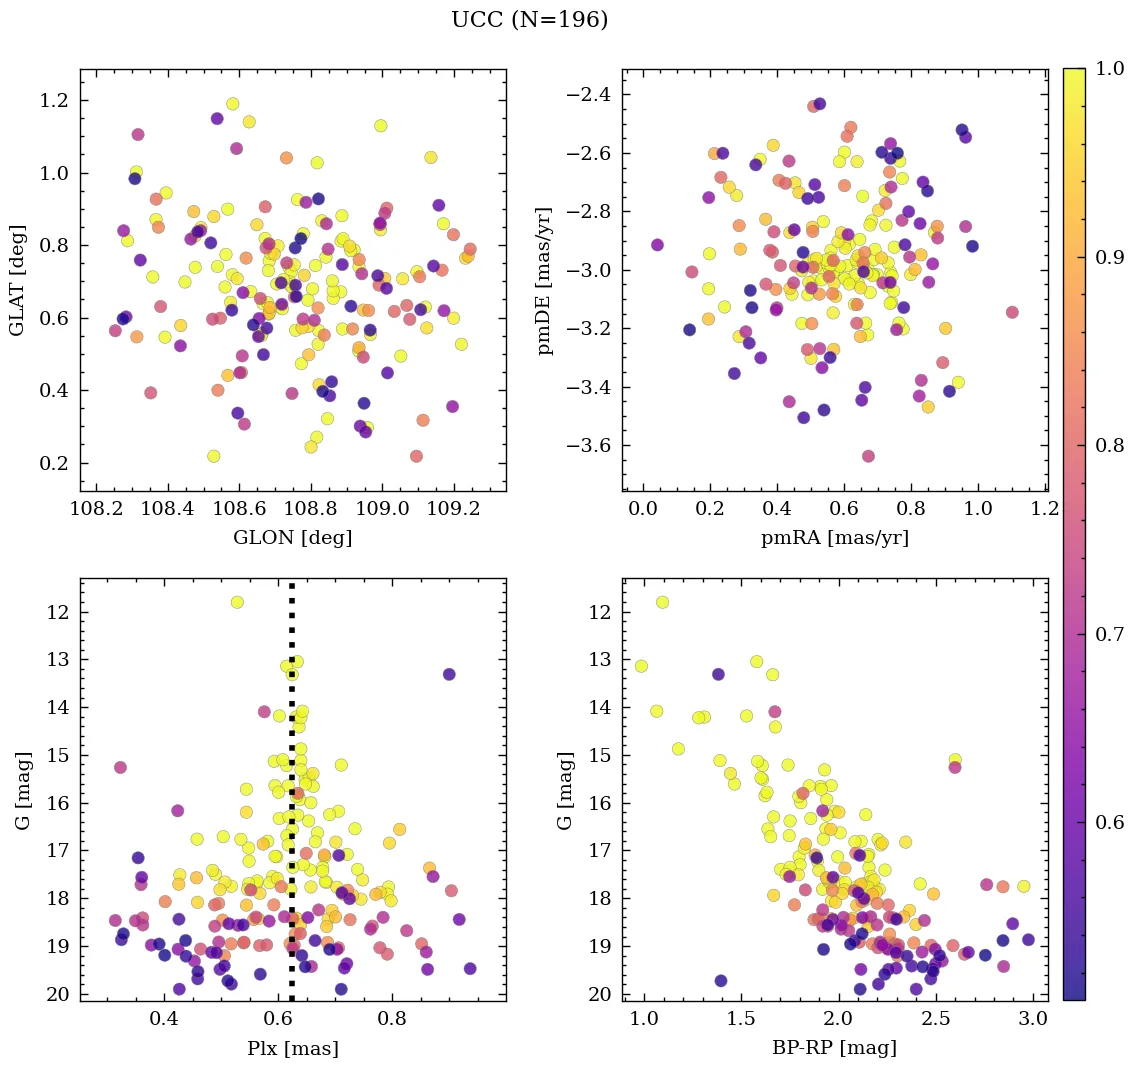 UCC (N=196)
1.2
1.0
0.8
0.6
0.4
0.2
GLAT [deg]
108.2 108.4 108.6 108.8 109.0 109.2
GLON [deg]
−2.4
−2.6
−2.8
−3.0
−3.2
−3.4
−3.6
pmDE [mas/yr]
0.0 0.2 0.4 0.6 0.8 1.0 1.2
pmRA [mas/yr]
12
13
14
15
16
17
18
19
20
G [mag]
0.4 0.6 0.8
Plx [mas]
12
13
14
15
16
17
18
19
20
G [mag]
1.0 1.5 2.0 2.5 3.0
BP-RP [mag]
1.0
0.9
0.8
0.7
0.6